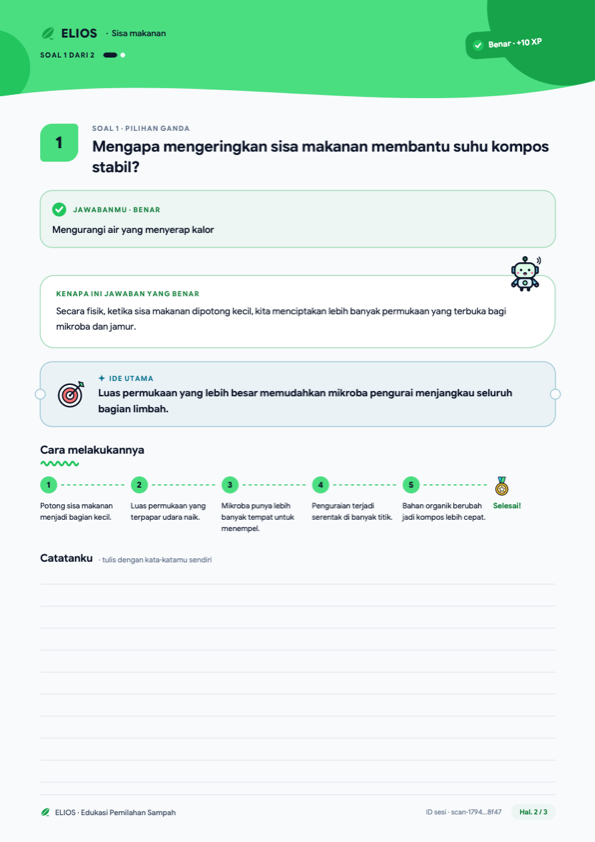 ELIOS · Sisa makanan
SOAL 1 DARI 2
Benar · +10 XP
1
SOAL 1 · PILIHAN GANDA
Mengapa mengeringkan sisa makanan membantu suhu kompos
stabil?
JAWABANMU · BENAR
Mengurangi air yang menyerap kalor
KENAPA INI JAWABAN YANG BENAR
Secara fisik, ketika sisa makanan dipotong kecil, kita menciptakan lebih banyak permukaan yang terbuka bagi
mikroba dan jamur.
IDE UTAMA
Luas permukaan yang lebih besar memudahkan mikroba pengurai menjangkau seluruh
bagian limbah.
Cara melakukannya
1
Potong sisa makanan
menjadi bagian kecil.
2
Luas permukaan yang
terpapar udara naik.
3
Mikroba punya lebih
banyak tempat untuk
menempel.
4
Penguraian terjadi
serentak di banyak titik.
5
Bahan organik berubah
jadi kompos lebih cepat.
Selesai!
Catatanku · tulis dengan kata-katamu sendiri
ELIOS · Edukasi Pemilahan Sampah
ID sesi · scan-1794...8f47
Hal. 2 / 3